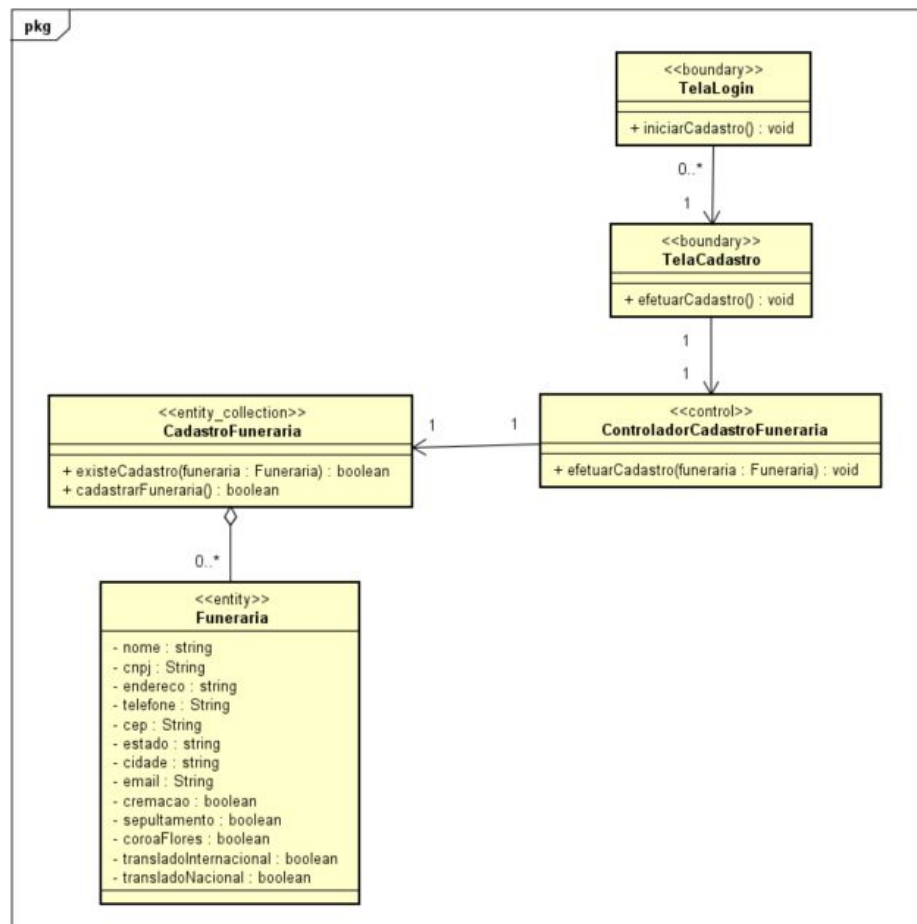 pkg
<<boundary>>
TelaLogin
+ iniciarCadastro() : void
0..*
1
<<boundary>>
TelaCadastro
+ efetuarCadastro() : void
1
1
<<control>>
ControladorCadastroFuneraria
+ efetuarCadastro(funeraria : Funeraria) : void
1
1
<<entity_collection>>
CadastroFuneraria
+ existeCadastro(funeraria : Funeraria) : boolean
+ cadastrarFuneraria() : boolean
0..*
<<entity>>
Funeraria
- nome : string
- cnpj : String
- endereco : string
- telefone : String
- cep : String
- estado : string
- cidade : string
- email : String
- cremacao : boolean
- sepultamento : boolean
- coroaFlores : boolean
- transladoInternacional : boolean
- transladoNacional : boolean